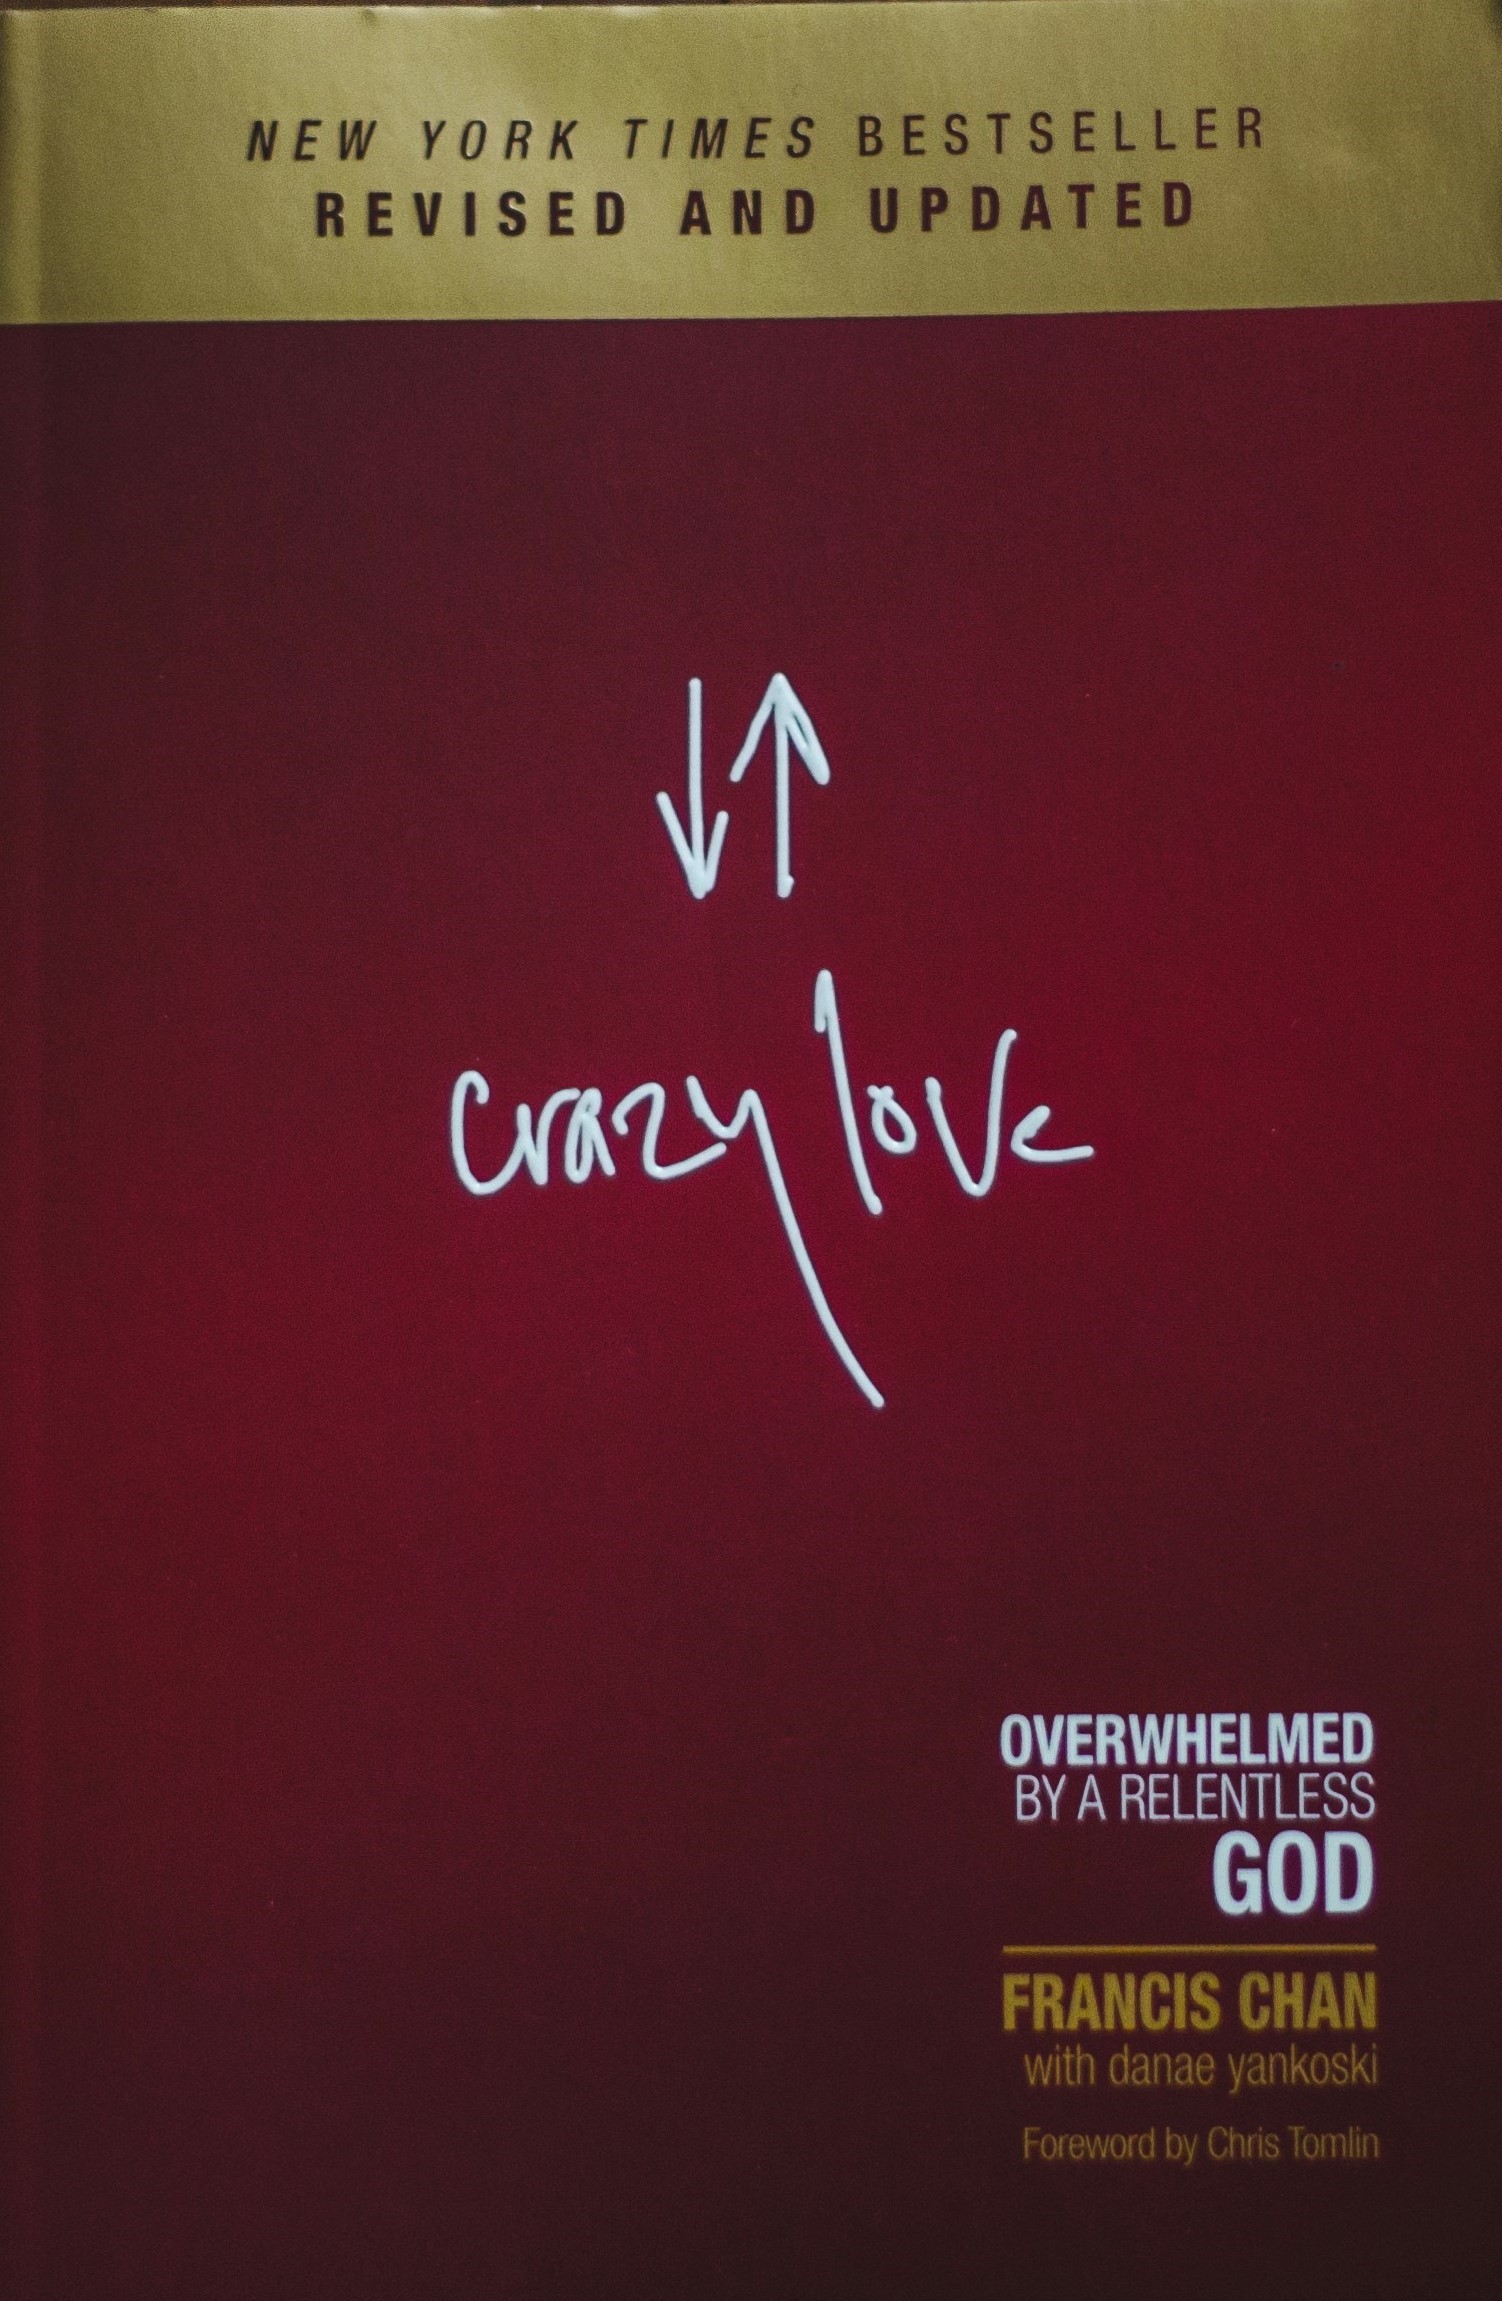 NEW YORK TIMES BESTSELLER
REVISED AND UPDATED
crazy love
OVERWHELMED
BY A RELENTLESS
GOD
FRANCIS CHAN
with danae yankoski
Foreword by Chris Tomlin